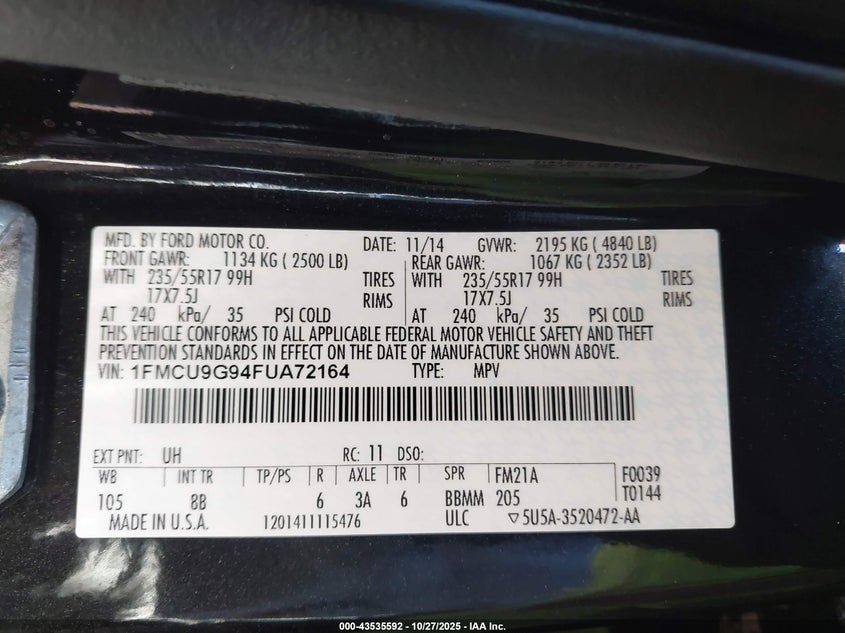 MFD. BY FORD MOTOR CO. DATE: 11/14 GVWR: 2195 KG ( 4840 LB)
FRONT GAWR: 1134 KG ( 2500 LB) REAR GAWR: 1067 KG ( 2352 LB)
WITH 235/55R17 99H TIRES WITH 235/55R17 99H TIRES
17X7.5J RIMS 17X7.5J RIMS
AT 240 kPa/ 35 PSI COLD AT 240 kPa/ 35 PSI COLD
THIS VEHICLE CONFORMS TO ALL APPLICABLE FEDERAL MOTOR VEHICLE SAFETY AND THEFT
PREVENTION STANDARDS IN EFFECT ON THE DATE OF MANUFACTURE SHOWN ABOVE.
VIN: 1FMCU9G94FUA72164 TYPE: MPV
EXT PNT: UH RC: 11 DSO:
WB INT TR TP/PS R AXLE TR SPR FM21A F0039
105 8B 6 3A 6 BBMM 205 T0144
MADE IN U.S.A. 1201411115476 ULC ▽5U5A-3520472-AA
000-43535592 - 10/27/2025 - IAA Inc.